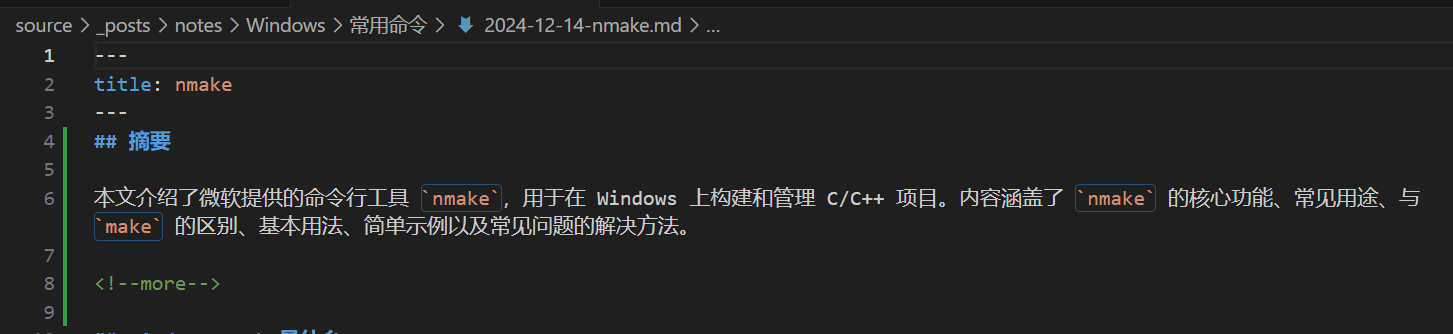 source > _posts > notes > Windows > 常用命令 > 2024-12-14-nmake.md > ...
1 ---
2 title: nmake
3 ---
4 ## 摘要
5
6 本文介绍了微软提供的命令行工具 `nmake`，用于在 Windows 上构建和管理 C/C++ 项目。内容涵盖了 `nmake` 的核心功能、常见用途、与
`make` 的区别、基本用法、简单示例以及常见问题的解决方法。
7
8 <!--more-->
9